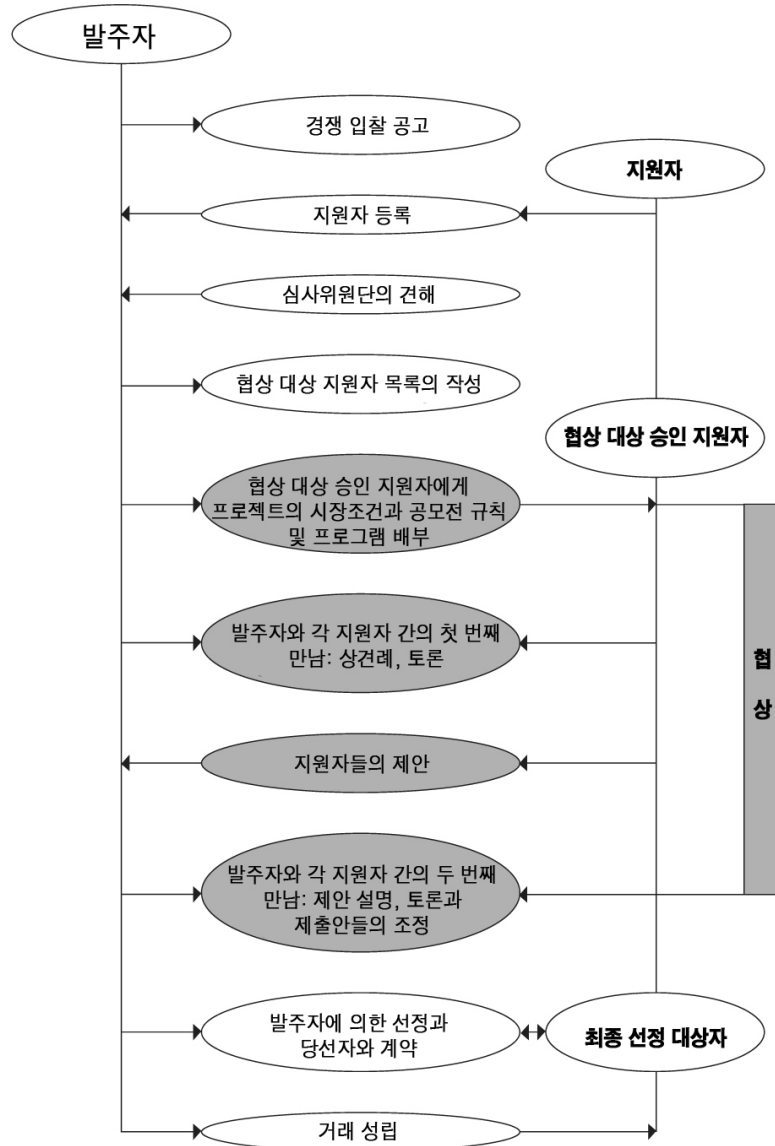 발주자
경쟁 입찰 공고
지원자
지원자 등록
심사위원단의 견해
협상 대상 지원자 목록의 작성
협상 대상 승인 지원자
협상 대상 승인 지원자에게
프로젝트의 시장조건과 공모전 규칙
및 프로그램 배부
발주자와 각 지원자 간의 첫 번째
만남: 상견례, 토론
협
상
지원자들의 제안
발주자와 각 지원자 간의 두 번째
만남: 제안 설명, 토론과
제출안들의 조정
발주자에 의한 선정과
당선자와 계약
최종 선정 대상자
거래 성립